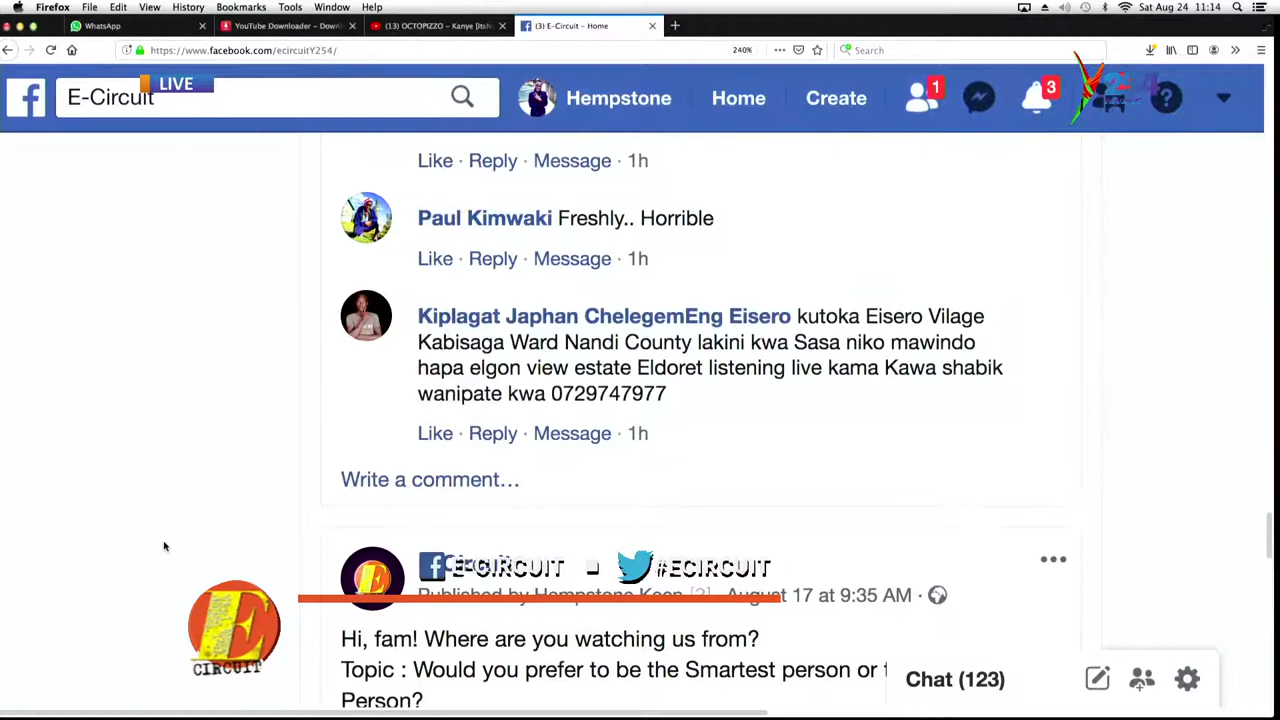 Firefox File Edit View History Bookmarks Tools Window Help Sat Aug 24 11:14
WhatsApp YouTube Downloader - Downl (13) OCTOPIZZO - Kanye [ItsN (3) E-Circuit - Home
https://www.facebook.com/ecircuitY254/ 240% Search
LIVE
E-Circuit Hempstone Home Create 1 3
Like · Reply · Message · 1h
Paul Kimwaki Freshly.. Horrible
Like · Reply · Message · 1h
Kiplagat Japhan ChelegemEng Eisero kutoka Eisero Vilage
Kabisaga Ward Nandi County lakini kwa Sasa niko mawindo
hapa elgon view estate Eldoret listening live kama Kawa shabik
wanipate kwa 0729747977
Like · Reply · Message · 1h
Write a comment...
E-CIRCUIT #ECIRCUIT
Published by Hempstone Keen [?] · August 17 at 9:35 AM ·
E
CIRCUIT
Hi, fam! Where are you watching us from?
Topic : Would you prefer to be the Smartest person or t
Person?
Chat (123)